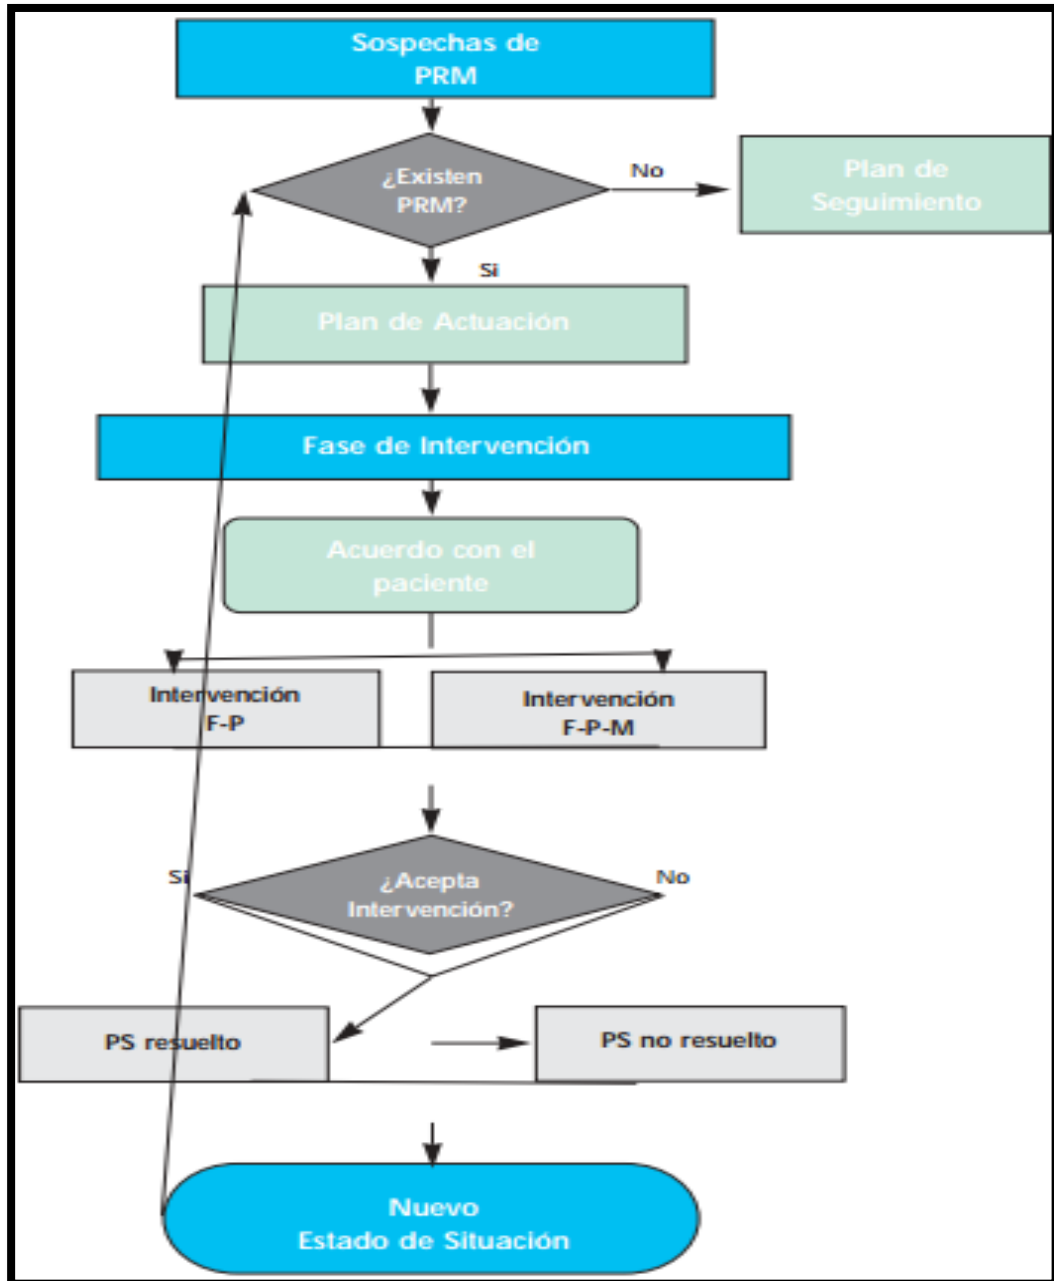 Sospechas de
PRM
¿Existen
PRM?
No
Plan de
Seguimiento
Si
Plan de Actuación
Fase de Intervención
Acuerdo con el
paciente
Intervención
F-P
Intervención
F-P-M
Si
¿Acepta
Intervención?
No
PS resuelto
PS no resuelto
Nuevo
Estado de Situación